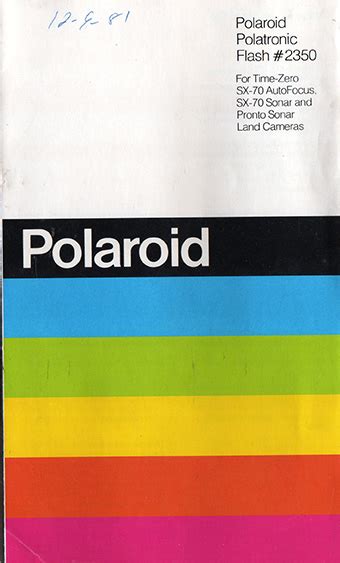 12-9-81
Polaroid
Polatronic
Flash #2350
For Time-Zero
SX-70 AutoFocus,
SX-70 Sonar and
Pronto Sonar
Land Cameras
Polaroid